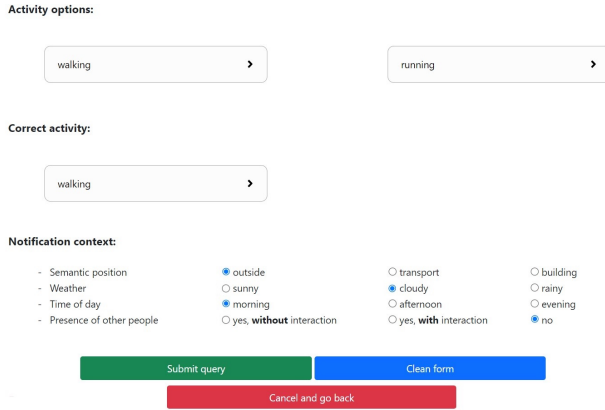 Activity options:
walking
running
Correct activity:
walking
Notification context:
- Semantic position outside transport building
- Weather sunny cloudy rainy
- Time of day morning afternoon evening
- Presence of other people yes, without interaction yes, with interaction no
Submit query Clean form
Cancel and go back